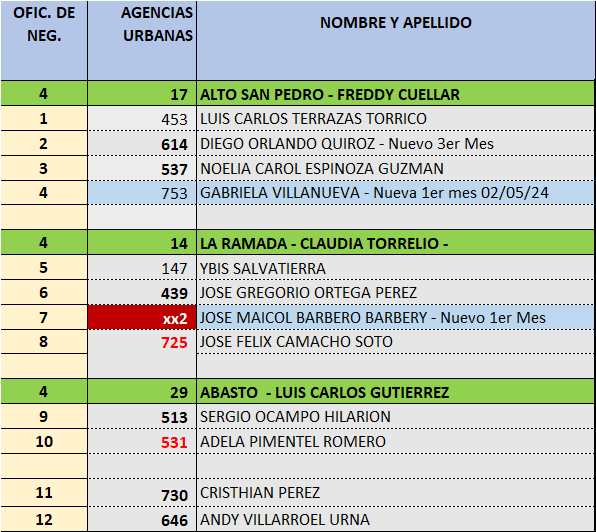 OFIC. DE NEG. AGENCIAS URBANAS NOMBRE Y APELLIDO
4 17 ALTO SAN PEDRO - FREDDY CUELLAR
1 453 LUIS CARLOS TERRAZAS TORRICO
2 614 DIEGO ORLANDO QUIROZ - Nuevo 3er Mes
3 537 NOELIA CAROL ESPINOZA GUZMAN
4 753 GABRIELA VILLANUEVA - Nueva 1er mes 02/05/24
4 14 LA RAMADA - CLAUDIA TORRELIO -
5 147 YBIS SALVATIERRA
6 439 JOSE GREGORIO ORTEGA PEREZ
7 xx2 JOSE MAICOL BARBERO BARBERY - Nuevo 1er Mes
8 725 JOSE FELIX CAMACHO SOTO
4 29 ABASTO - LUIS CARLOS GUTIERREZ
9 513 SERGIO OCAMPO HILARION
10 531 ADELA PIMENTEL ROMERO
11 730 CRISTHIAN PEREZ
12 646 ANDY VILLARROEL URNA